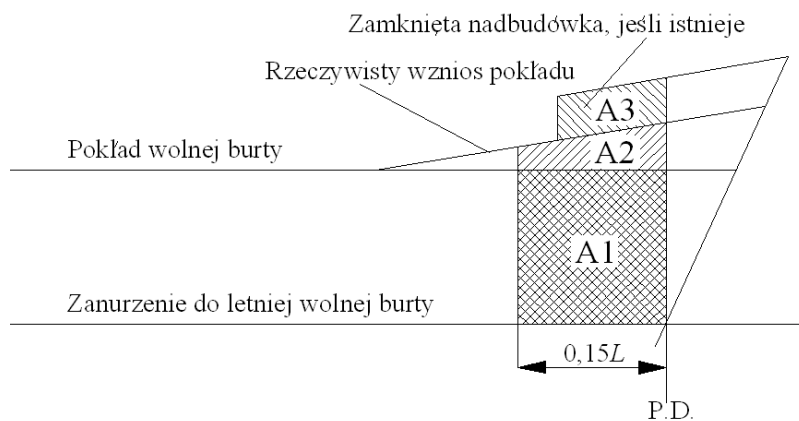 Zamknięta nadbudówka, jeśli istnieje
Rzeczywisty wznios pokładu
A3
Pokład wolnej burty
A2
A1
Zanurzenie do letniej wolnej burty
0,15L
P.D.